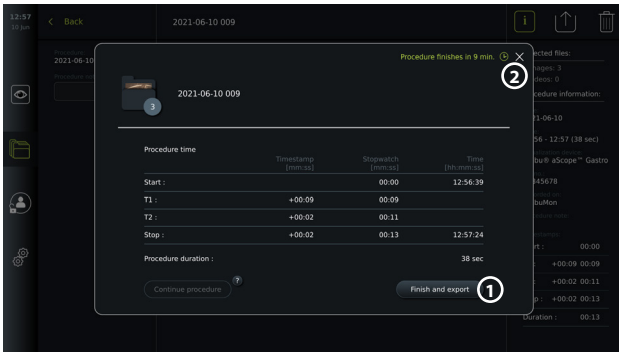 12:57
10 Jun
Back
2021-06-10 009
i
Procedure finishes in 9 min.
2
ected files:
Procedure
2021-06-10
mages: 3
deos: 0
3
2021-06-10 009
cedure information:
21-06-10
Procedure time
Timestamp
[mm:ss]
Stopwatch
[mm:ss]
Time
[hh:mm:ss]
56 - 12:57 (38 sec)
bu® aScope™ Gastro
Start :
00:00
12:56:39
345678
T1 :
+00:09
00:09
buMon
T2 :
+00:02
00:11
Stop :
+00:02
00:13
12:57:24
rt :
00:00
Procedure duration :
38 sec
+00:09 00:09
Continue procedure
?
Finish and export
1
+00:02 00:11
p :
+00:02 00:13
Duration :
00:13